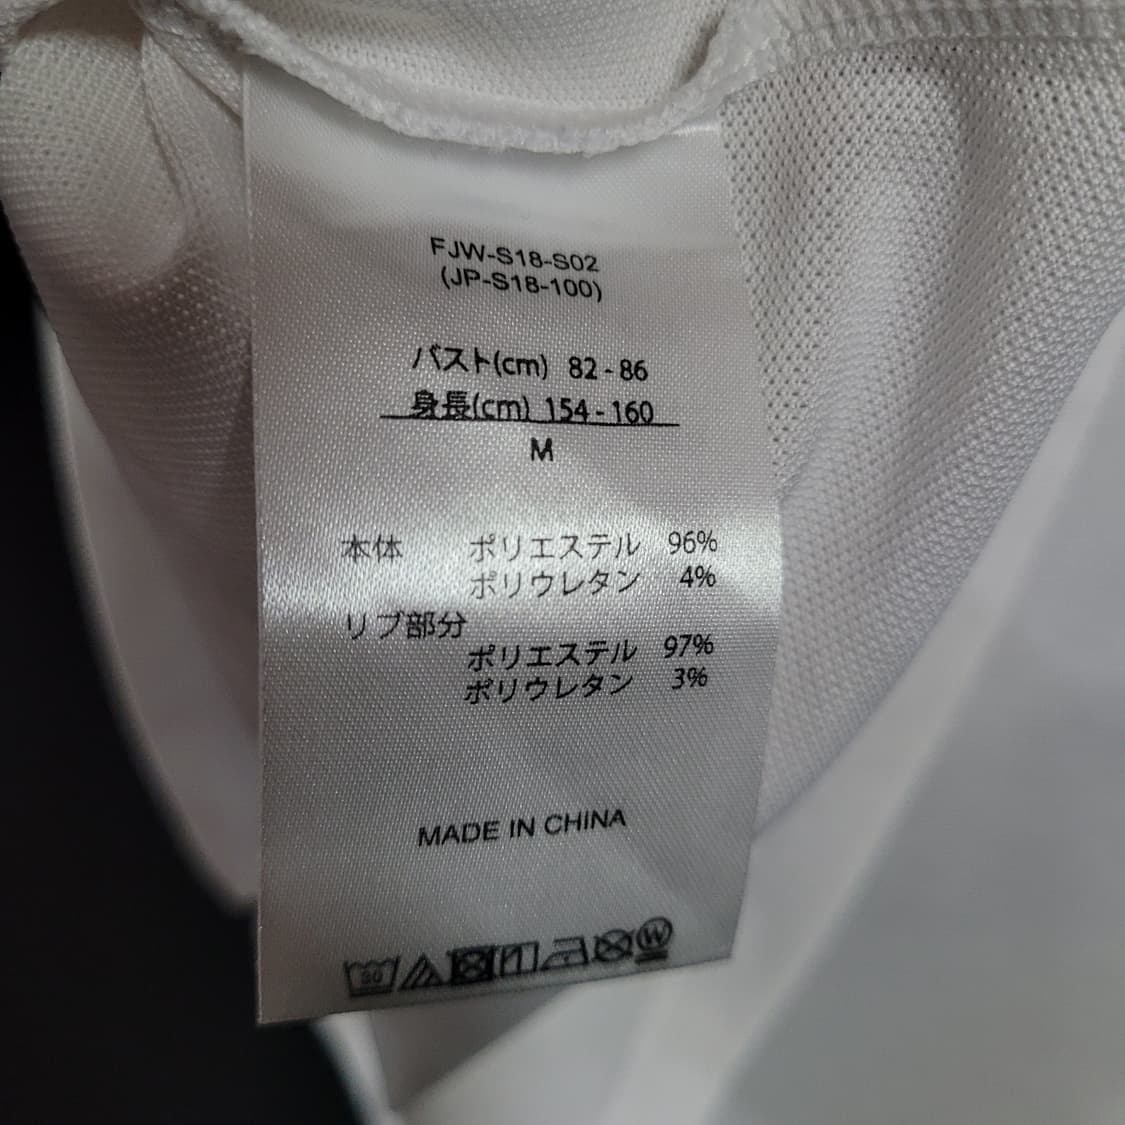 FJW-S18-S02
(JP-S18-100)
バスト(cm) 82-86
身長(cm) 154-160
M
本体 ポリエステル 96%
ポリウレタン 4%
リブ部分
ポリエステル 97%
ポリウレタン 3%
MADE IN CHINA
30
W